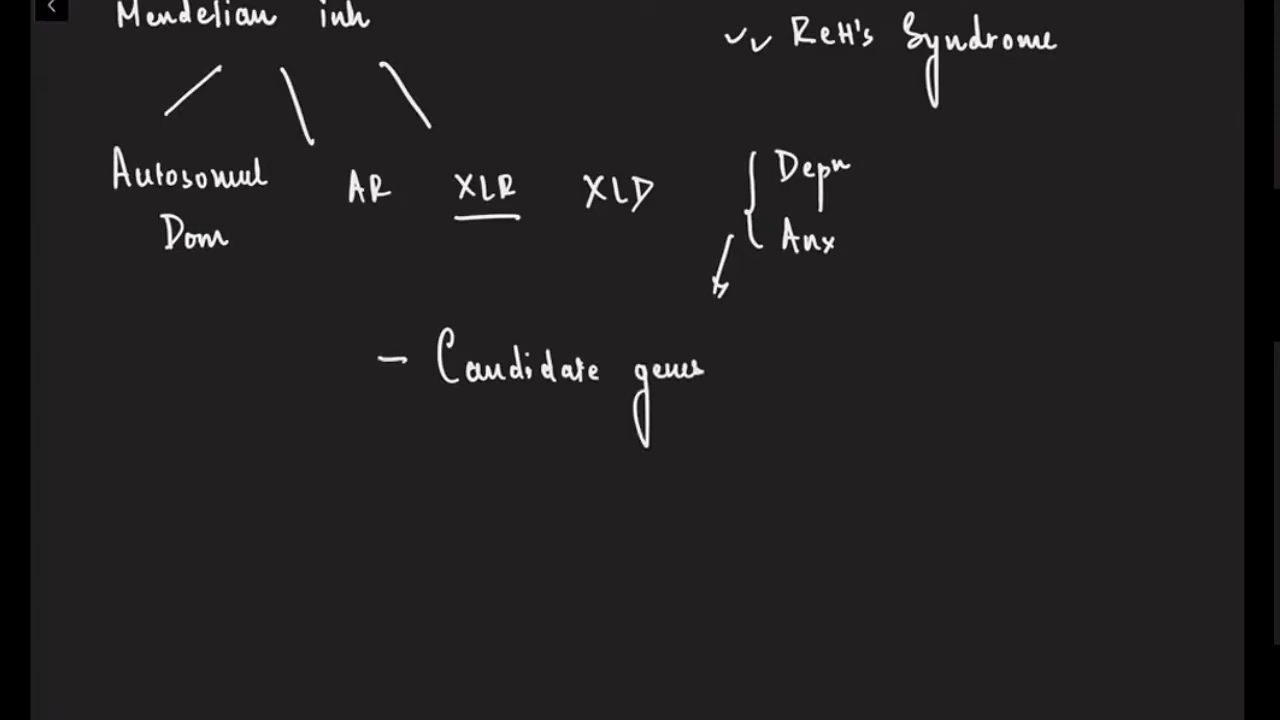 Mendelian inh
Autosomal
Dom
AR
XLR
XLD
✓✓ Rett's Syndrome
Depn
Anx
- Candidate genes